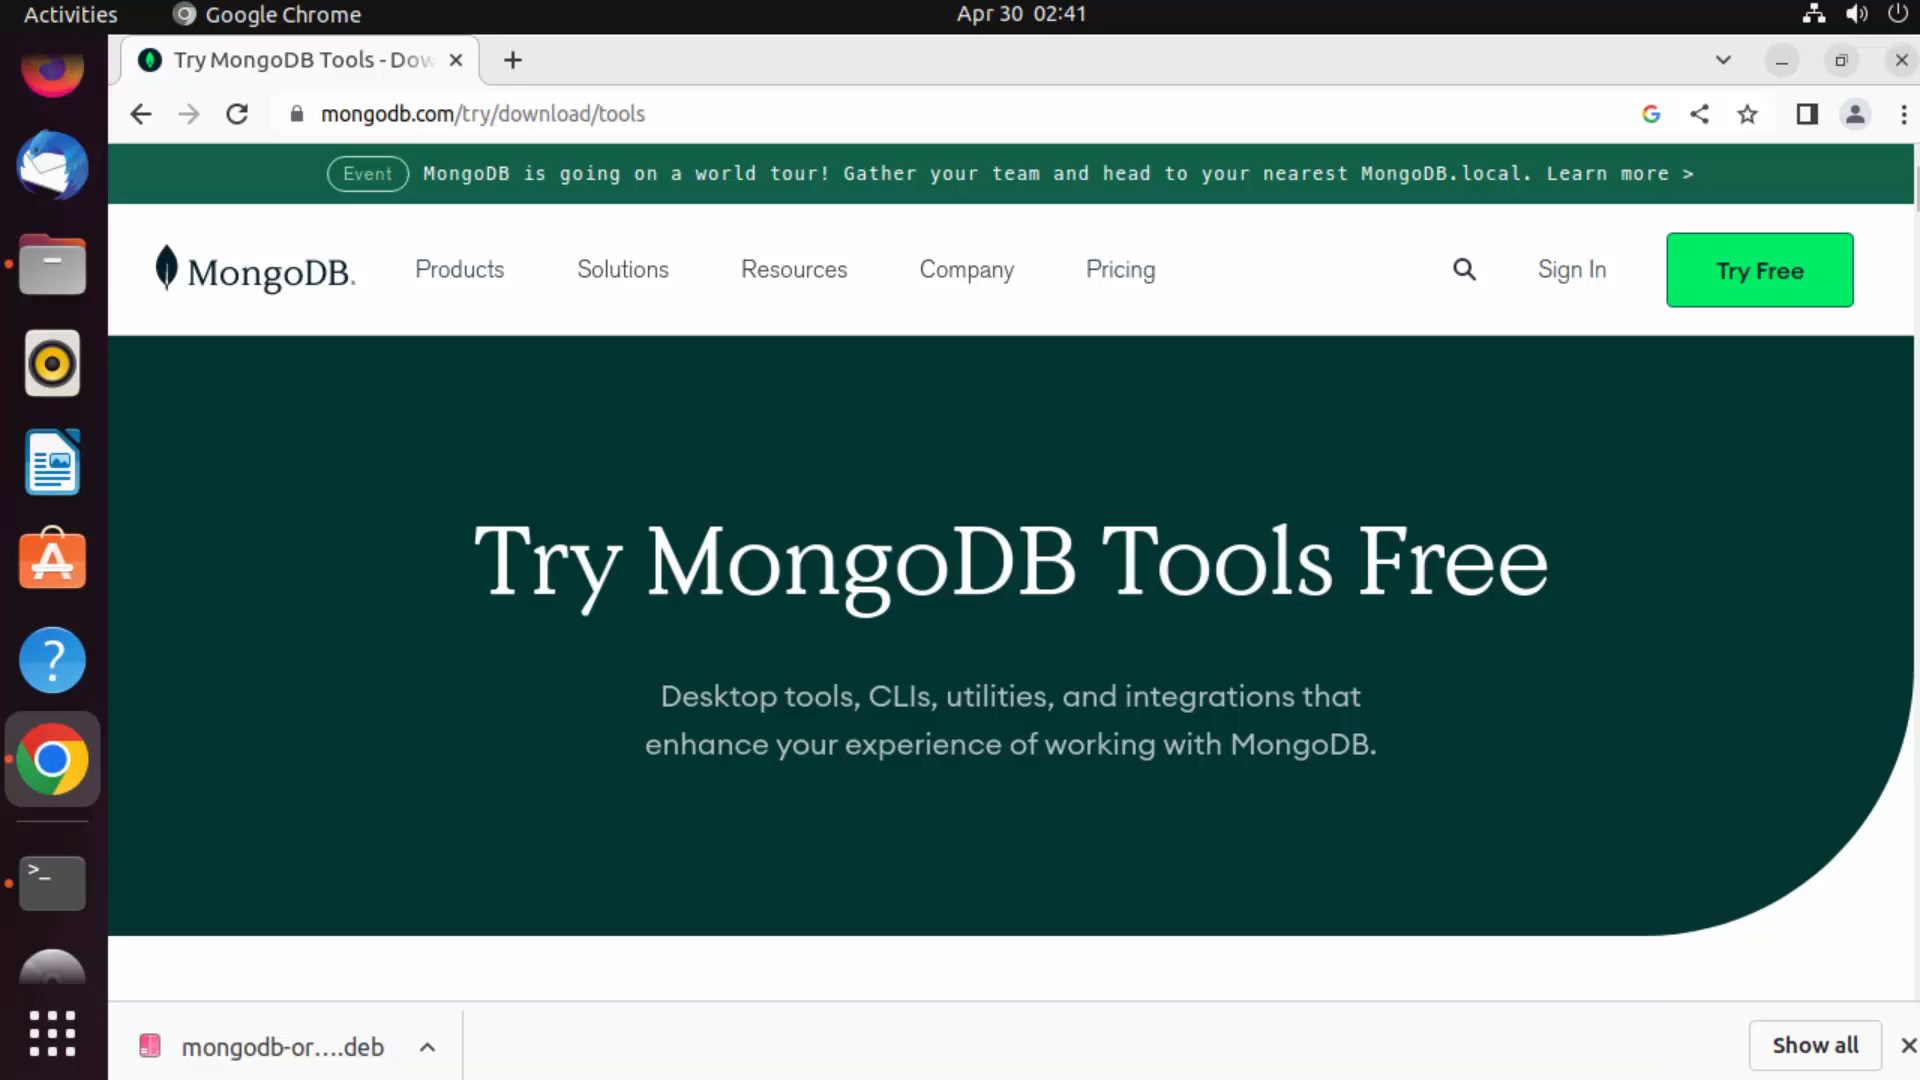 Activities
Google Chrome
Apr 30 02:41
Try MongoDB Tools - Dow
mongodb.com/try/download/tools
Event
MongoDB is going on a world tour! Gather your team and head to your nearest MongoDB.local. Learn more >
MongoDB.
Products
Solutions
Resources
Company
Pricing
Sign In
Try Free
Try MongoDB Tools Free
Desktop tools, CLIs, utilities, and integrations that
enhance your experience of working with MongoDB.
mongodb-or....deb
Show all